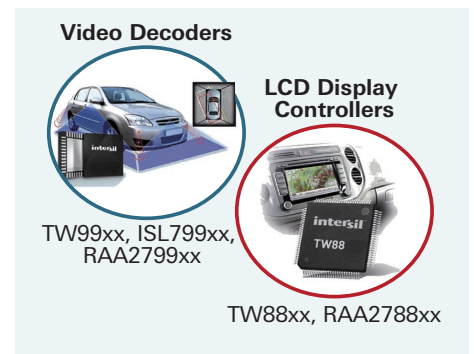 Video Decoders
intersil
TW99xx, ISL799xx,
RAA2799xx
LCD Display
Controllers
intersil
TW88
TW88xx, RAA2788xx